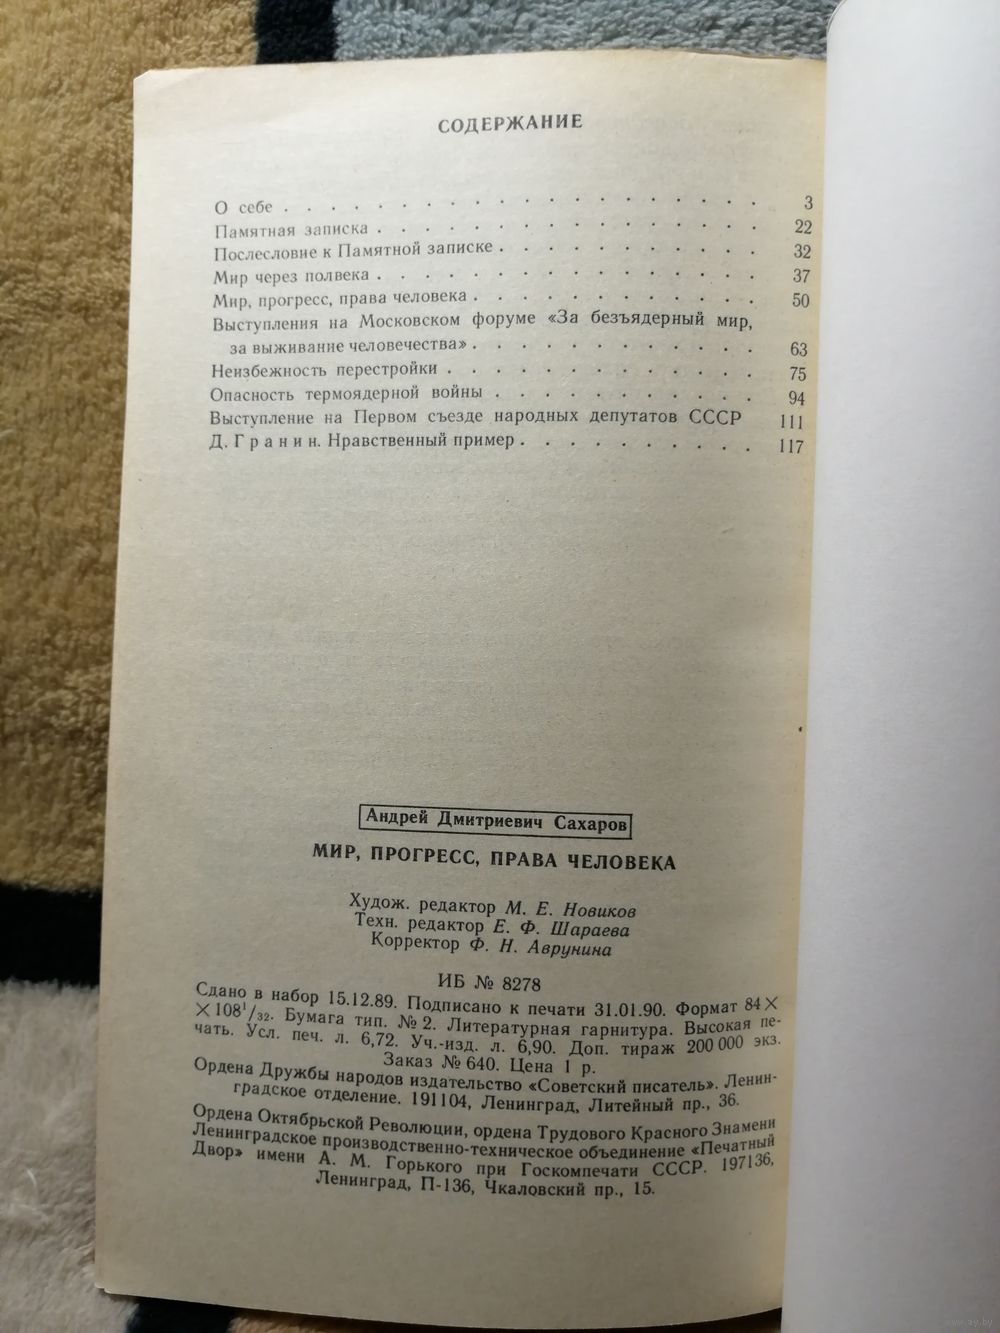 СОДЕРЖАНИЕ
О себе . . . . . . . . . . . . . . . . . 3
Памятная записка . . . . . . . . . . . . . 22
Послесловие к Памятной записке . . . . . . . . . 32
Мир через полвека . . . . . . . . . . . . . 37
Мир, прогресс, права человека . . . . . . . . . . 50
Выступления на Московском форуме «За безъядерный мир,
за выживание человечества» . . . . . . . . . . 63
Неизбежность перестройки . . . . . . . . . . . 75
Опасность термоядерной войны . . . . . . . . . 94
Выступление на Первом съезде народных депутатов СССР 111
Д. Гранин. Нравственный пример . . . . . . . . . 117
Андрей Дмитриевич Сахаров
МИР, ПРОГРЕСС, ПРАВА ЧЕЛОВЕКА
Худож. редактор М. Е. Новиков
Техн. редактор Е. Ф. Шараева
Корректор Ф. Н. Аврунина
ИБ № 8278
Сдано в набор 15.12.89. Подписано к печати 31.01.90. Формат 84×
×108¹/₃₂. Бумага тип. № 2. Литературная гарнитура. Высокая пе-
чать. Усл. печ. л. 6,72. Уч.-изд. л. 6,90. Доп. тираж 200 000 экз.
Заказ № 640. Цена 1 р.
Ордена Дружбы народов издательство «Советский писатель». Ленин-
градское отделение. 191104, Ленинград, Литейный пр., 36.
Ордена Октябрьской Революции, ордена Трудового Красного Знамени
Ленинградское производственно-техническое объединение «Печатный
Двор» имени А. М. Горького при Госкомпечати СССР. 197136,
Ленинград, П-136, Чкаловский пр., 15.
www.ay.by